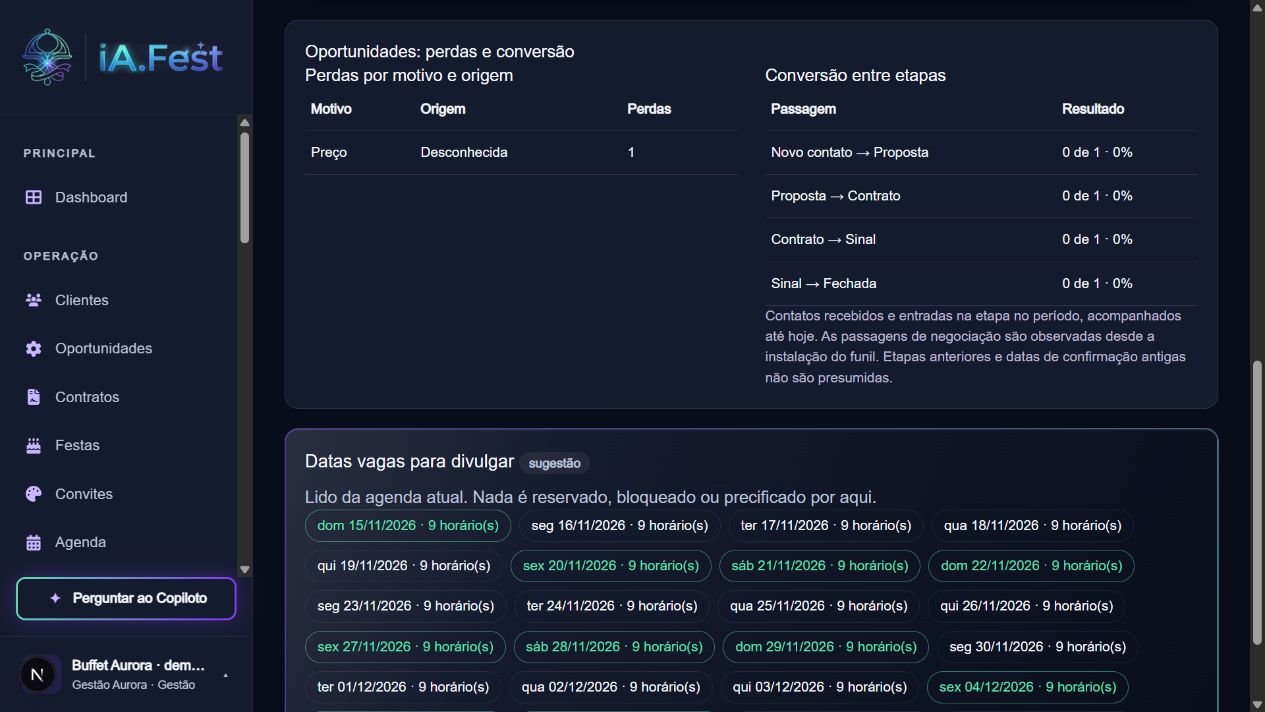 iA.Fest
PRINCIPAL
Dashboard
OPERAÇÃO
Clientes
Oportunidades
Contratos
Festas
Convites
Agenda
Perguntar ao Copiloto
N
Buffet Aurora · dem...
Gestão Aurora · Gestão
Oportunidades: perdas e conversão
Perdas por motivo e origem
Motivo Origem Perdas
Preço Desconhecida 1
Conversão entre etapas
Passagem Resultado
Novo contato → Proposta 0 de 1 · 0%
Proposta → Contrato 0 de 1 · 0%
Contrato → Sinal 0 de 1 · 0%
Sinal → Fechada 0 de 1 · 0%
Contatos recebidos e entradas na etapa no período, acompanhados
até hoje. As passagens de negociação são observadas desde a
instalação do funil. Etapas anteriores e datas de confirmação antigas
não são presumidas.
Datas vagas para divulgar sugestão
Lido da agenda atual. Nada é reservado, bloqueado ou precificado por aqui.
dom 15/11/2026 · 9 horário(s) seg 16/11/2026 · 9 horário(s) ter 17/11/2026 · 9 horário(s) qua 18/11/2026 · 9 horário(s)
qui 19/11/2026 · 9 horário(s) sex 20/11/2026 · 9 horário(s) sáb 21/11/2026 · 9 horário(s) dom 22/11/2026 · 9 horário(s)
seg 23/11/2026 · 9 horário(s) ter 24/11/2026 · 9 horário(s) qua 25/11/2026 · 9 horário(s) qui 26/11/2026 · 9 horário(s)
sex 27/11/2026 · 9 horário(s) sáb 28/11/2026 · 9 horário(s) dom 29/11/2026 · 9 horário(s) seg 30/11/2026 · 9 horário(s)
ter 01/12/2026 · 9 horário(s) qua 02/12/2026 · 9 horário(s) qui 03/12/2026 · 9 horário(s) sex 04/12/2026 · 9 horário(s)